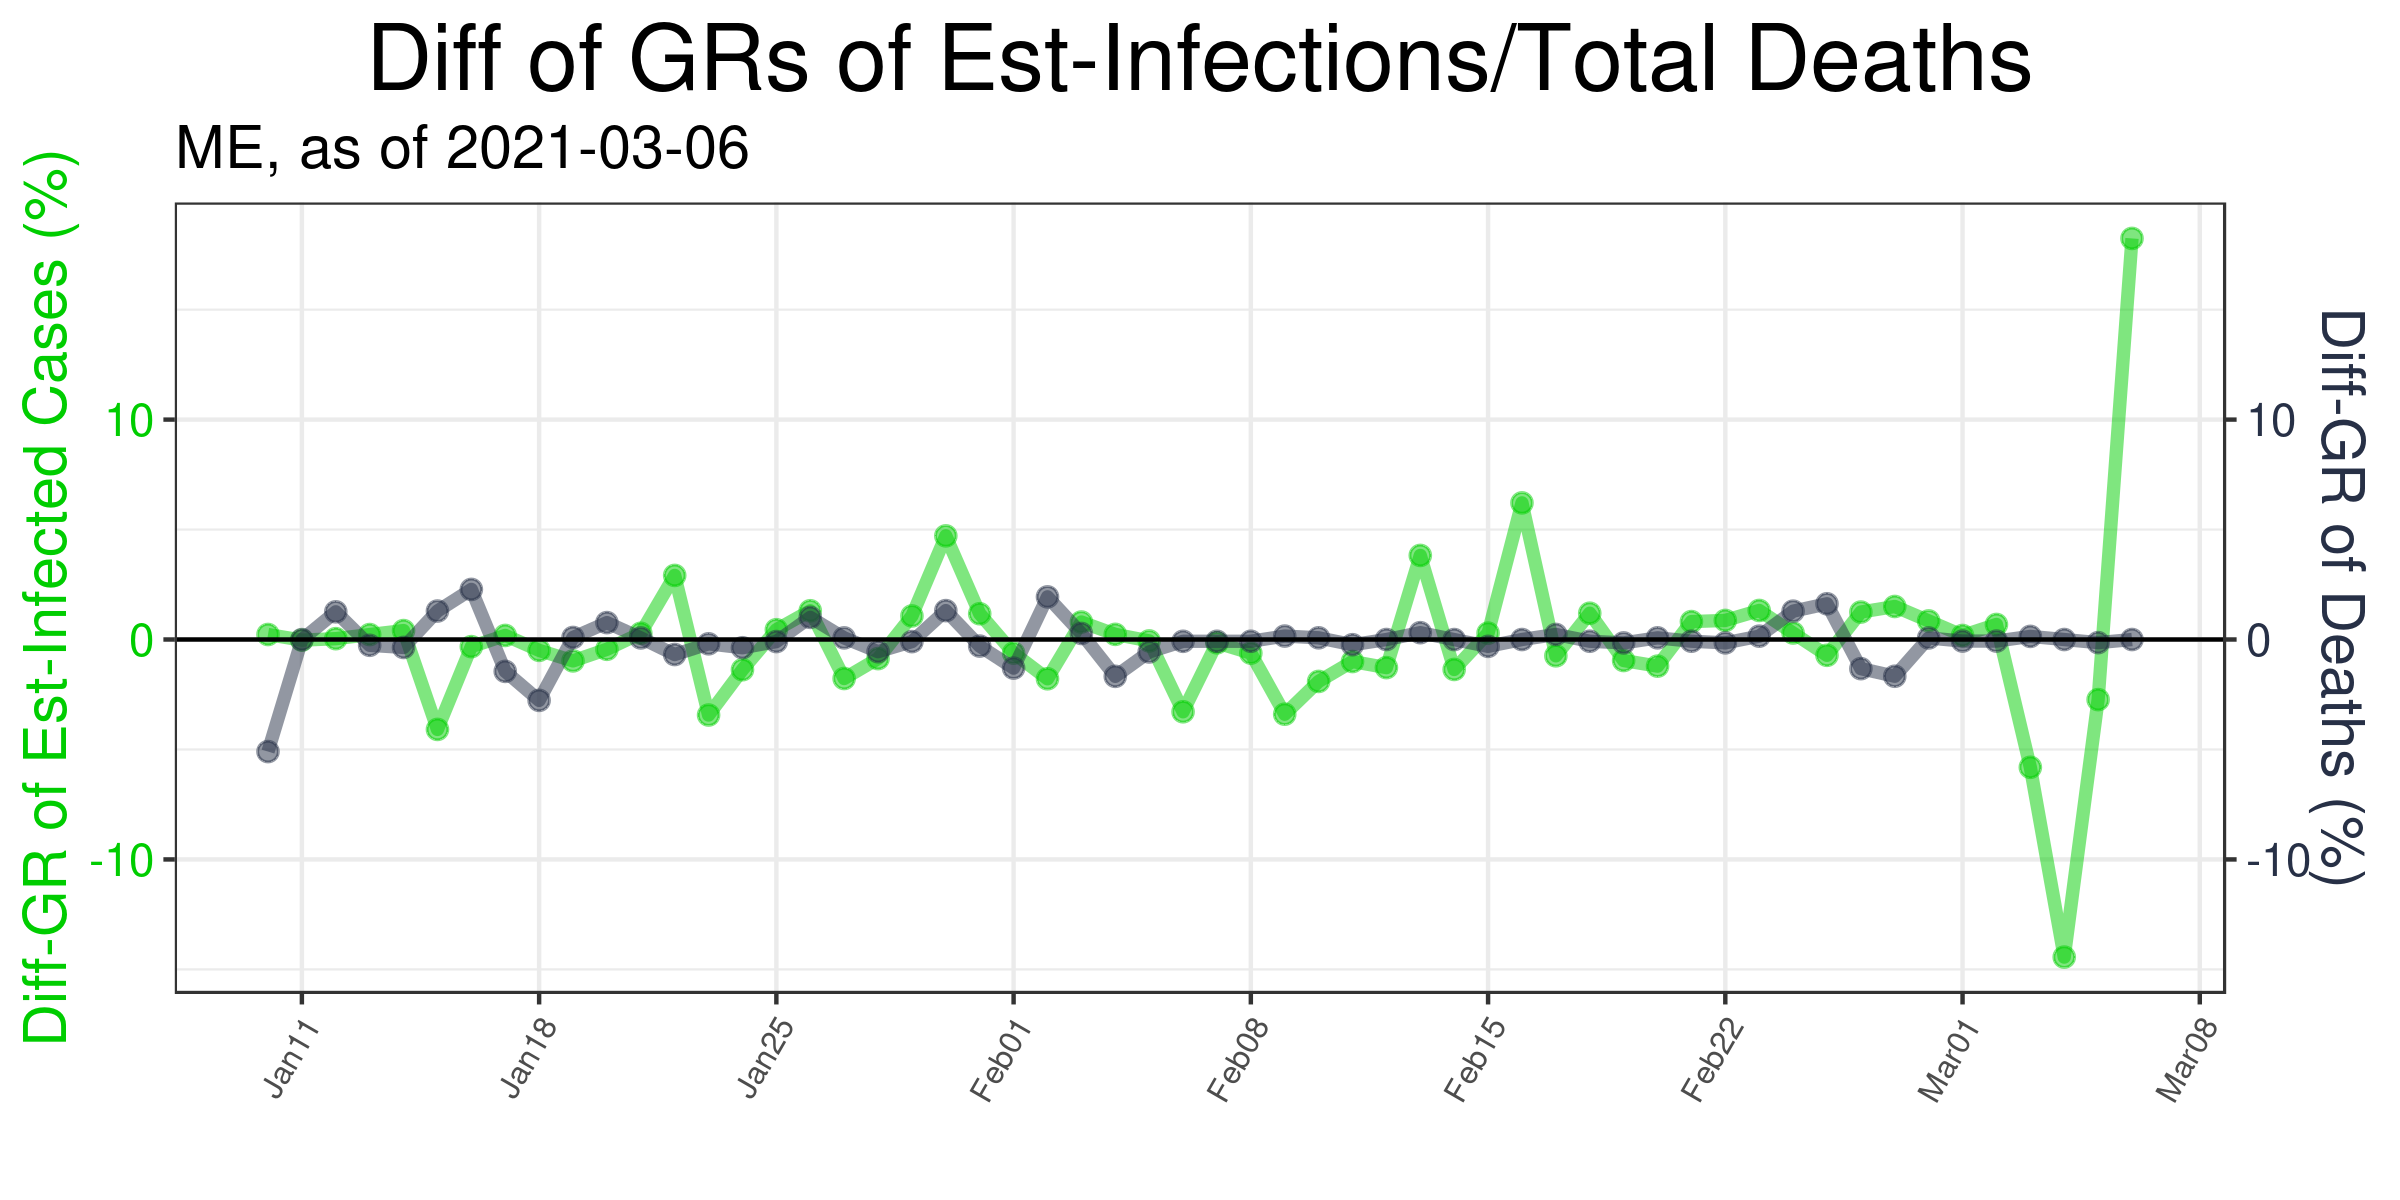 Diff of GRs of Est-Infections/Total Deaths
ME, as of 2021-03-06
Diff-GR of Est-Infected Cases (%)
10
0
-10
10
0
-10
Diff-GR of Deaths (%)
Jan11
Jan18
Jan25
Feb01
Feb08
Feb15
Feb22
Mar01
Mar08